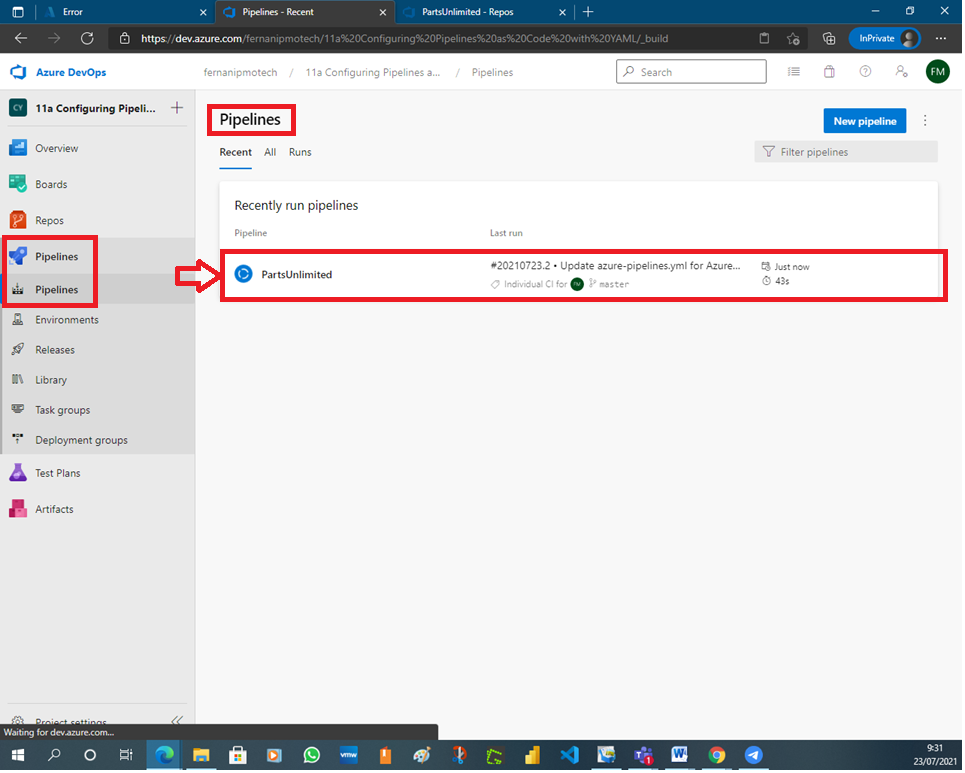 Error
Pipelines - Recent
PartsUnlimited - Repos
https://dev.azure.com/fernanipmotech/11a%20Configuring%20Pipelines%20as%20Code%20with%20YAML/_build
InPrivate
Azure DevOps
fernanipmotech / 11a Configuring Pipelines a... / Pipelines
Search
FM
CY
11a Configuring Pipeli...
Overview
Boards
Repos
Pipelines
Pipelines
Environments
Releases
Library
Task groups
Deployment groups
Test Plans
Artifacts
Project settings
Pipelines
New pipeline
Recent All Runs
Filter pipelines
Recently run pipelines
Pipeline Last run
PartsUnlimited
#20210723.2 • Update azure-pipelines.yml for Azure...
Just now
Individual CI for FM master
43s
Waiting for dev.azure.com...
vmw
1
9:31
23/07/2021